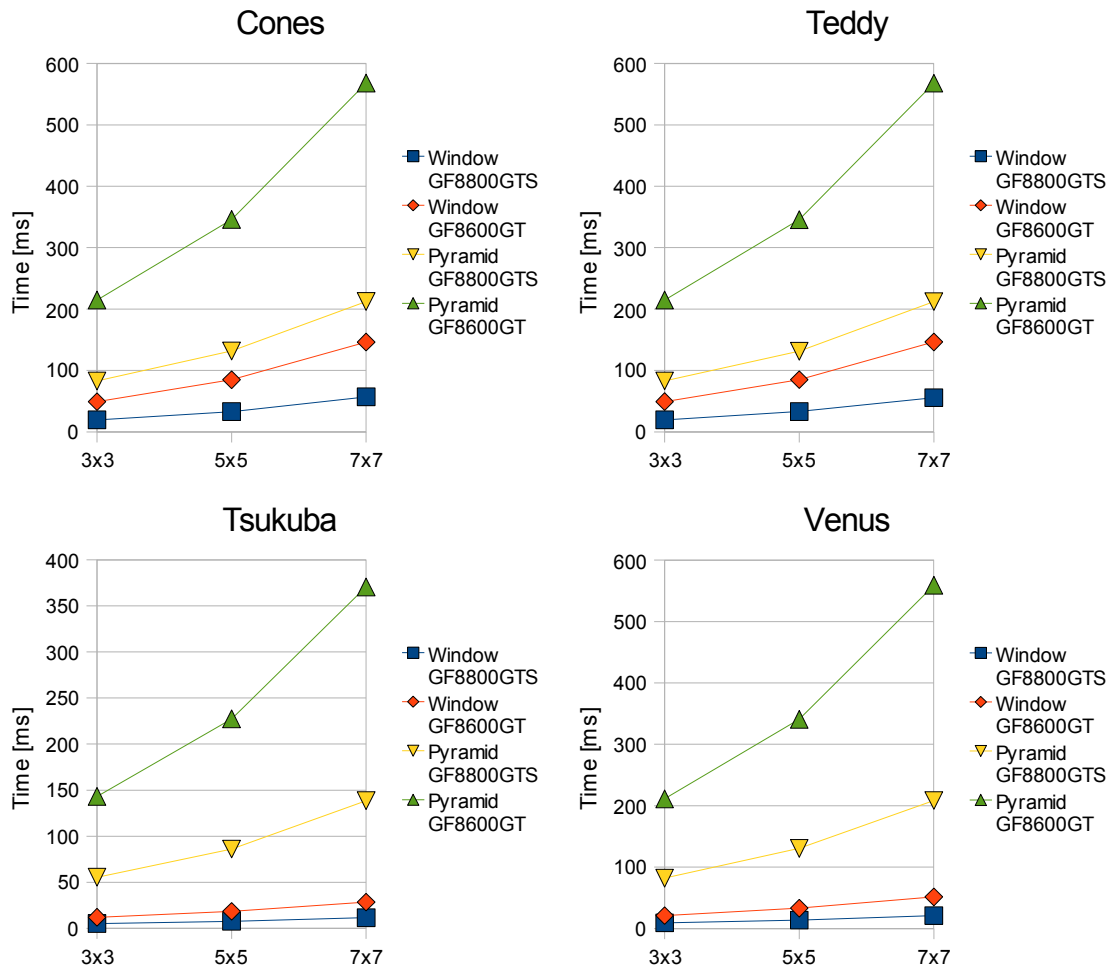 Cones
600
500
400
300
200
100
0
Time [ms]
3x3
5x5
7x7
Window
GF8800GTS
Window
GF8600GT
Pyramid
GF8800GTS
Pyramid
GF8600GT
Teddy
600
500
400
300
200
100
0
Time [ms]
3x3
5x5
7x7
Window
GF8800GTS
Window
GF8600GT
Pyramid
GF8800GTS
Pyramid
GF8600GT
Tsukuba
400
350
300
250
200
150
100
50
0
Time [ms]
3x3
5x5
7x7
Window
GF8800GTS
Window
GF8600GT
Pyramid
GF8800GTS
Pyramid
GF8600GT
Venus
600
500
400
300
200
100
0
Time [ms]
3x3
5x5
7x7
Window
GF8800GTS
Window
GF8600GT
Pyramid
GF8800GTS
Pyramid
GF8600GT